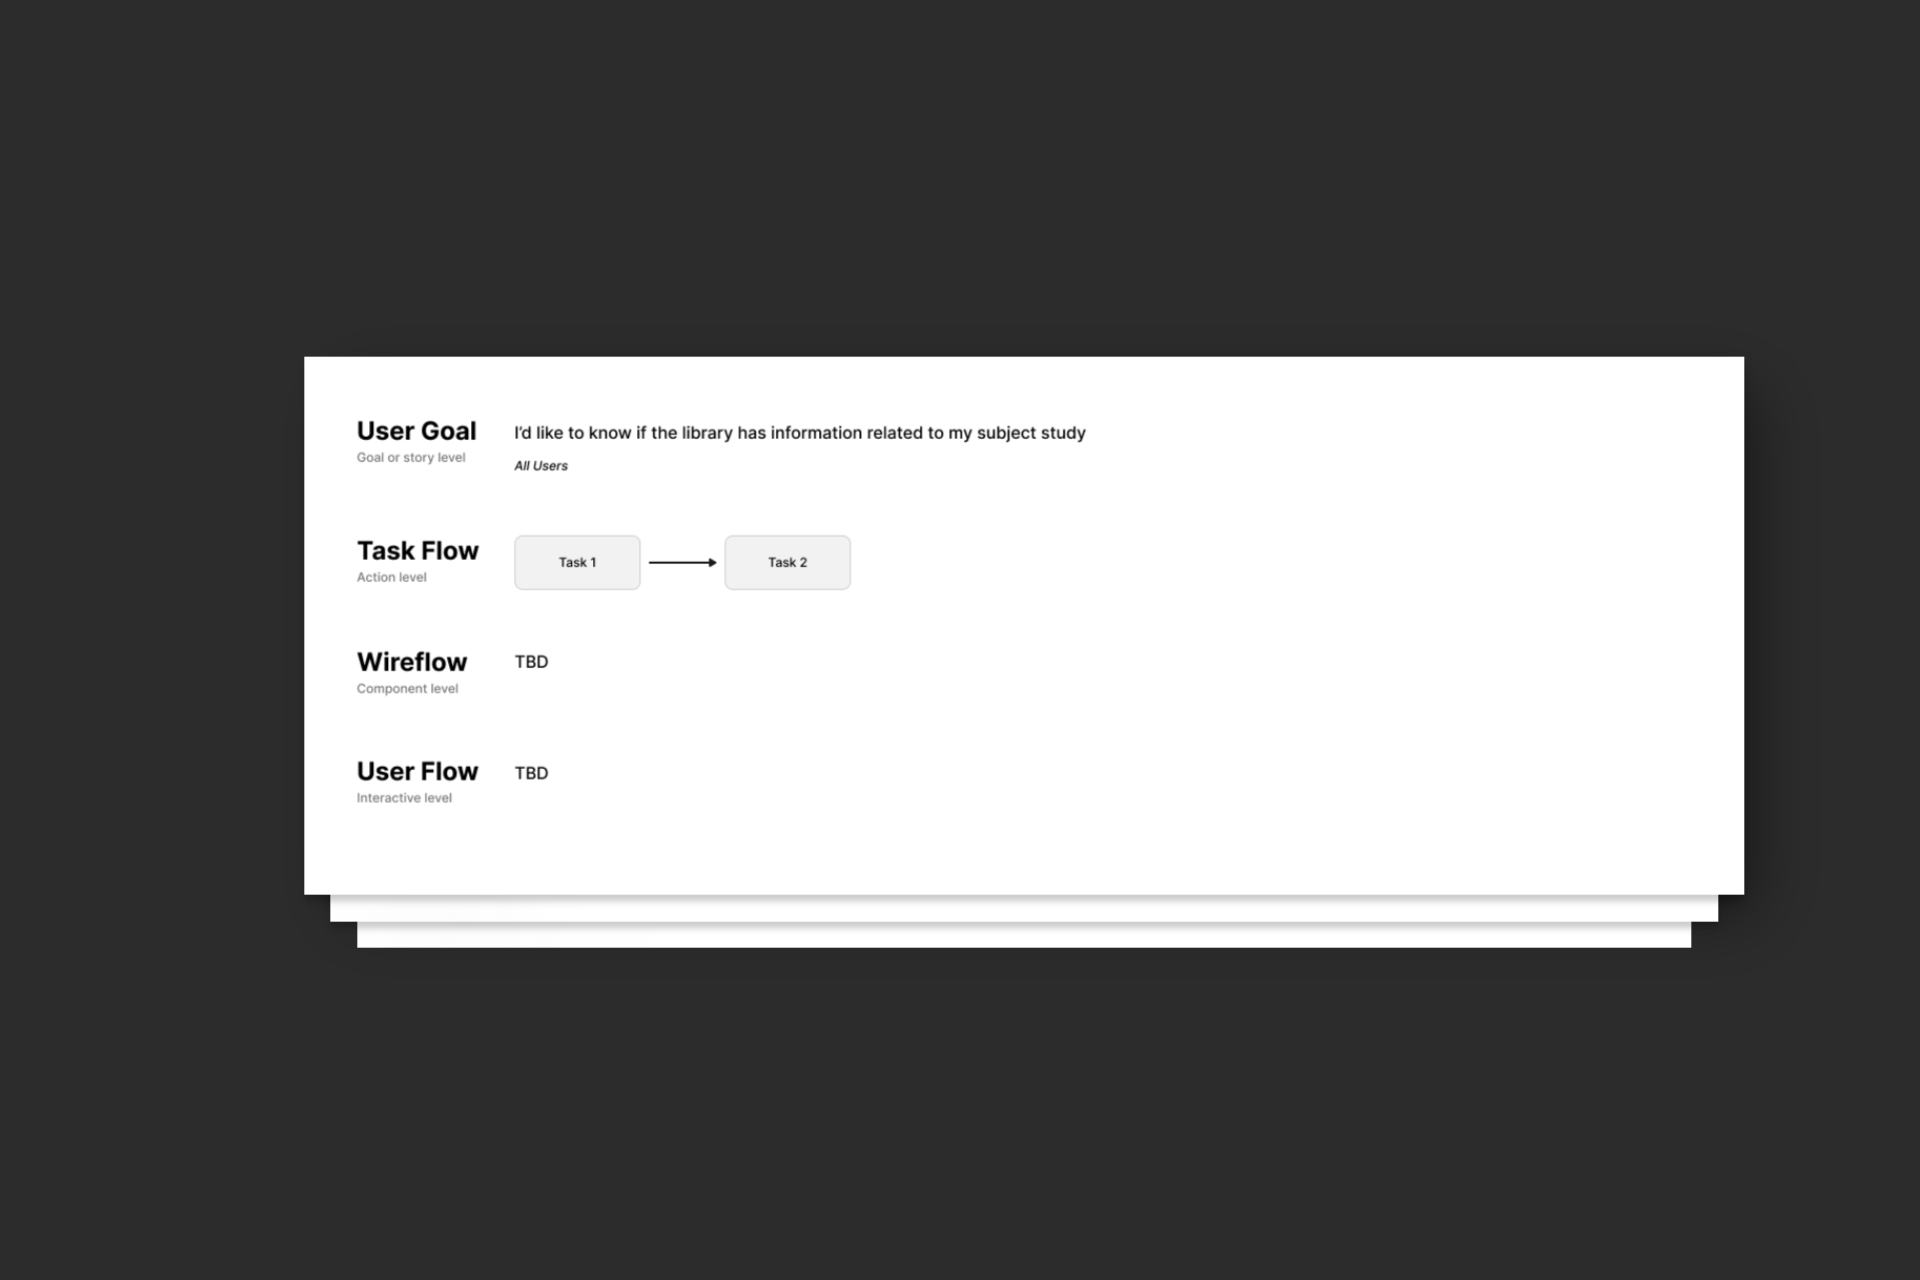 User Goal
Goal or story level
I'd like to know if the library has information related to my subject study
All Users
Task Flow
Action level
Task 1
Task 2
Wireflow
Component level
TBD
User Flow
Interactive level
TBD